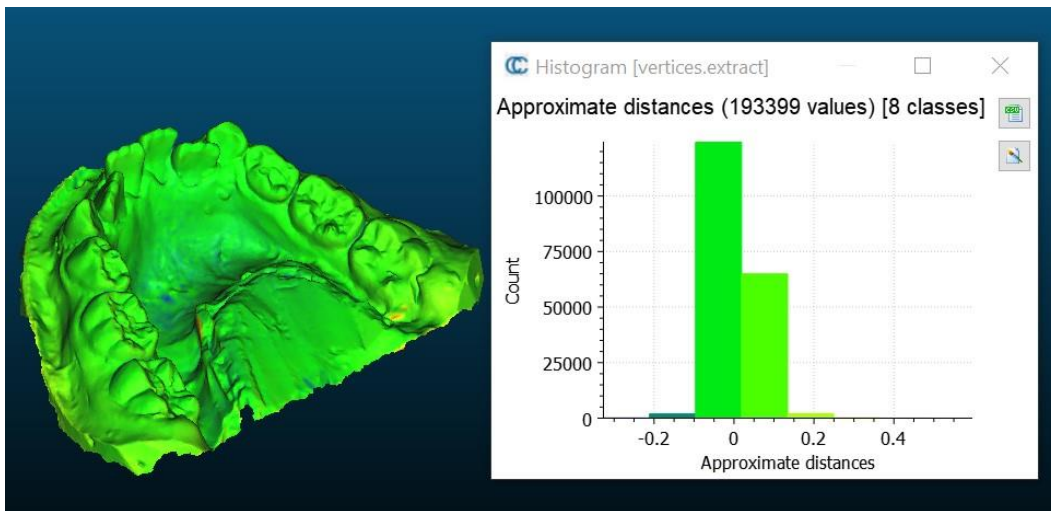 Histogram [vertices.extract]
Approximate distances (193399 values) [8 classes]
CSV
100000
75000
50000
25000
0
Count
-0.2 0 0.2 0.4
Approximate distances